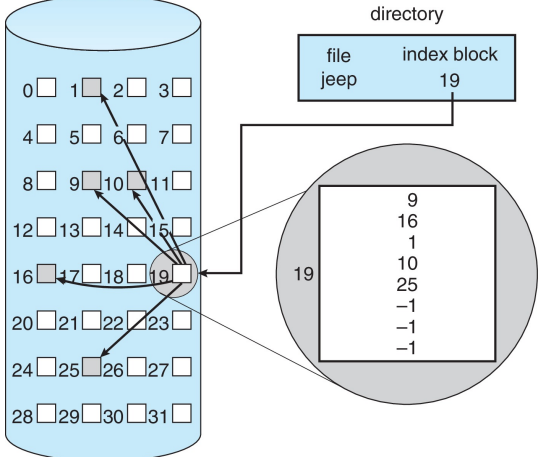 directory
file index block
jeep 19
0 1 2 3
4 5 6 7
8 9 10 11
12 13 14 15
16 17 18 19
20 21 22 23
24 25 26 27
28 29 30 31
19
9
16
1
10
25
–1
–1
–1